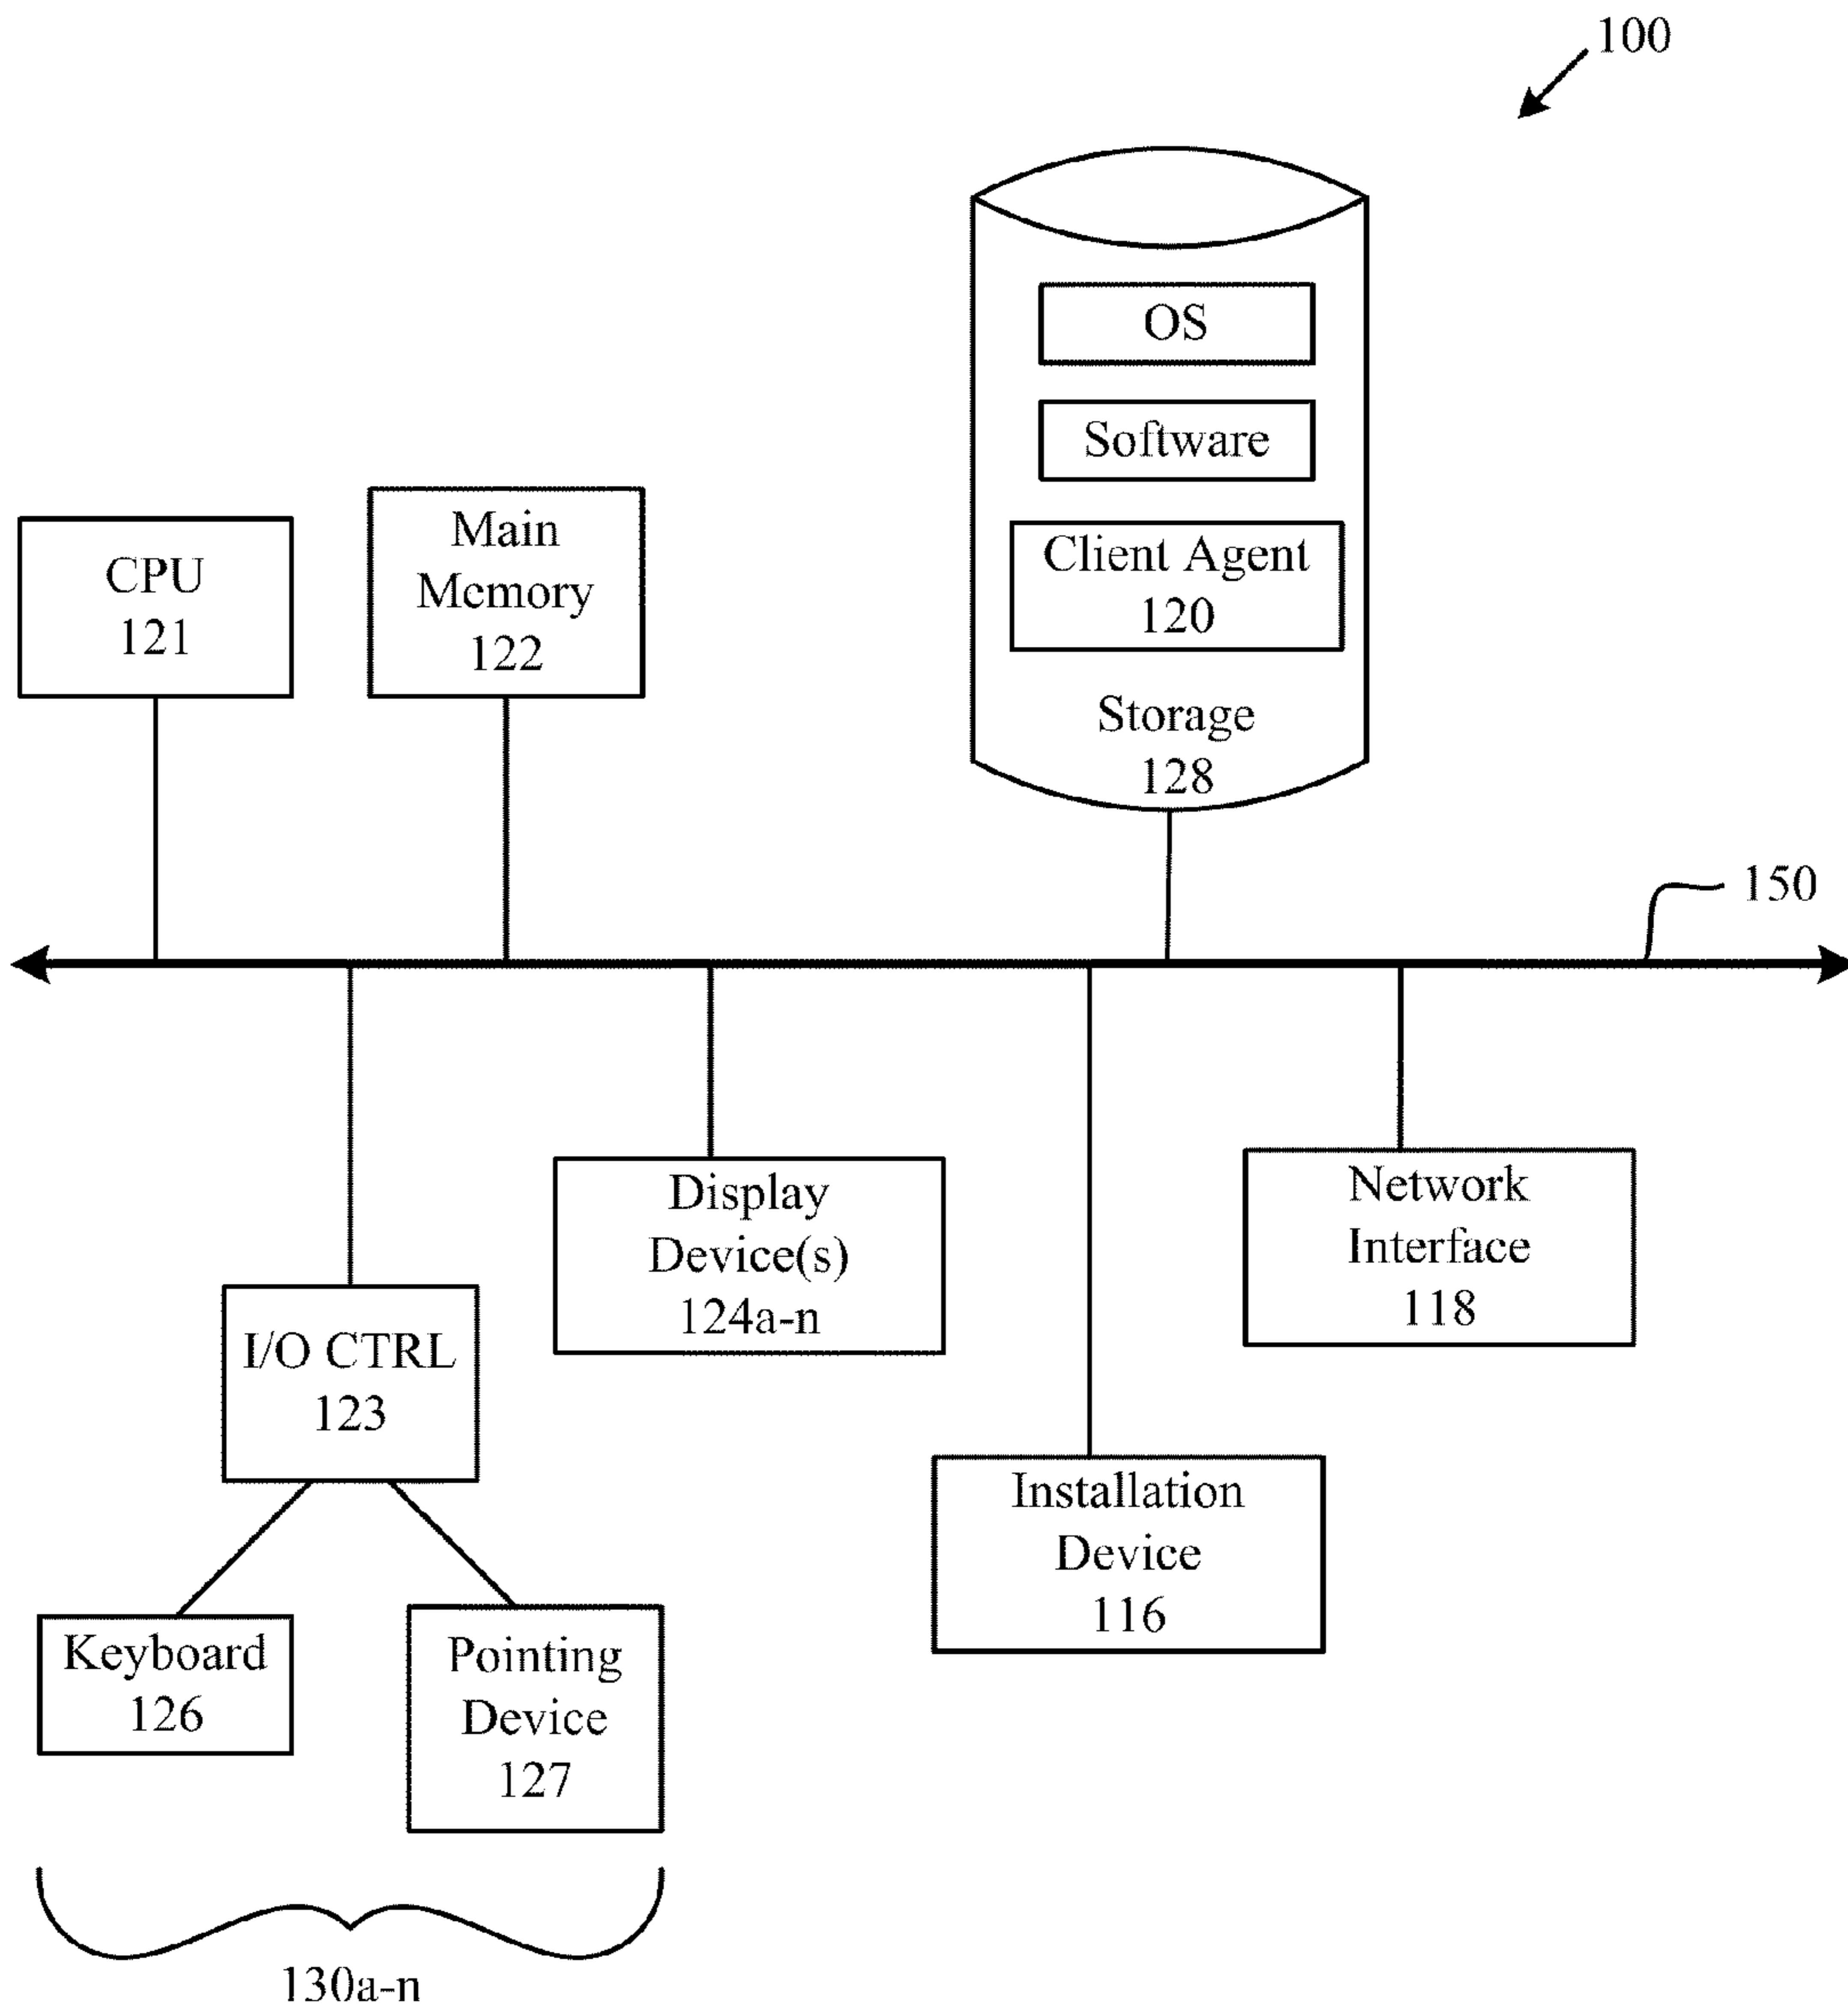 100
OS
Software
Client Agent
120
Storage
128
CPU
121
Main
Memory
122
150
Display
Device(s)
124a-n
Network
Interface
118
I/O CTRL
123
Installation
Device
116
Keyboard
126
Pointing
Device
127
130a-n